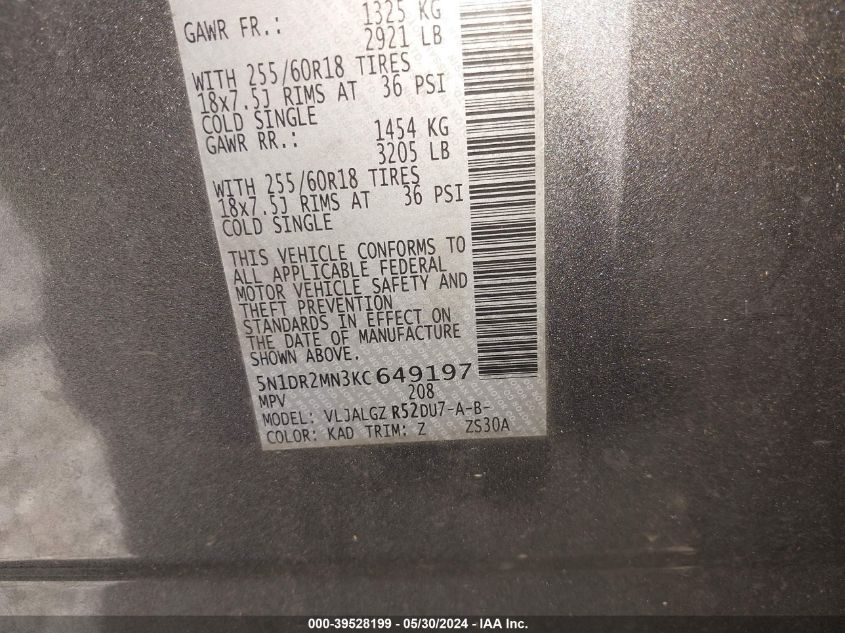 1325 KG
GAWR FR.: 2921 LB
WITH 255/60R18 TIRES
18x7.5J RIMS AT 36 PSI
COLD SINGLE
GAWR RR.: 1454 KG
3205 LB
WITH 255/60R18 TIRES
18x7.5J RIMS AT 36 PSI
COLD SINGLE
THIS VEHICLE CONFORMS TO
ALL APPLICABLE FEDERAL
MOTOR VEHICLE SAFETY AND
THEFT PREVENTION
STANDARDS IN EFFECT ON
THE DATE OF MANUFACTURE
SHOWN ABOVE.
5N1DR2MN3KC649197
MPV 208
MODEL: VLJALGZ R52DU7-A-B-
COLOR: KAD TRIM: Z ZS30A
000-39528199 — 05/30/2024 — IAA Inc.